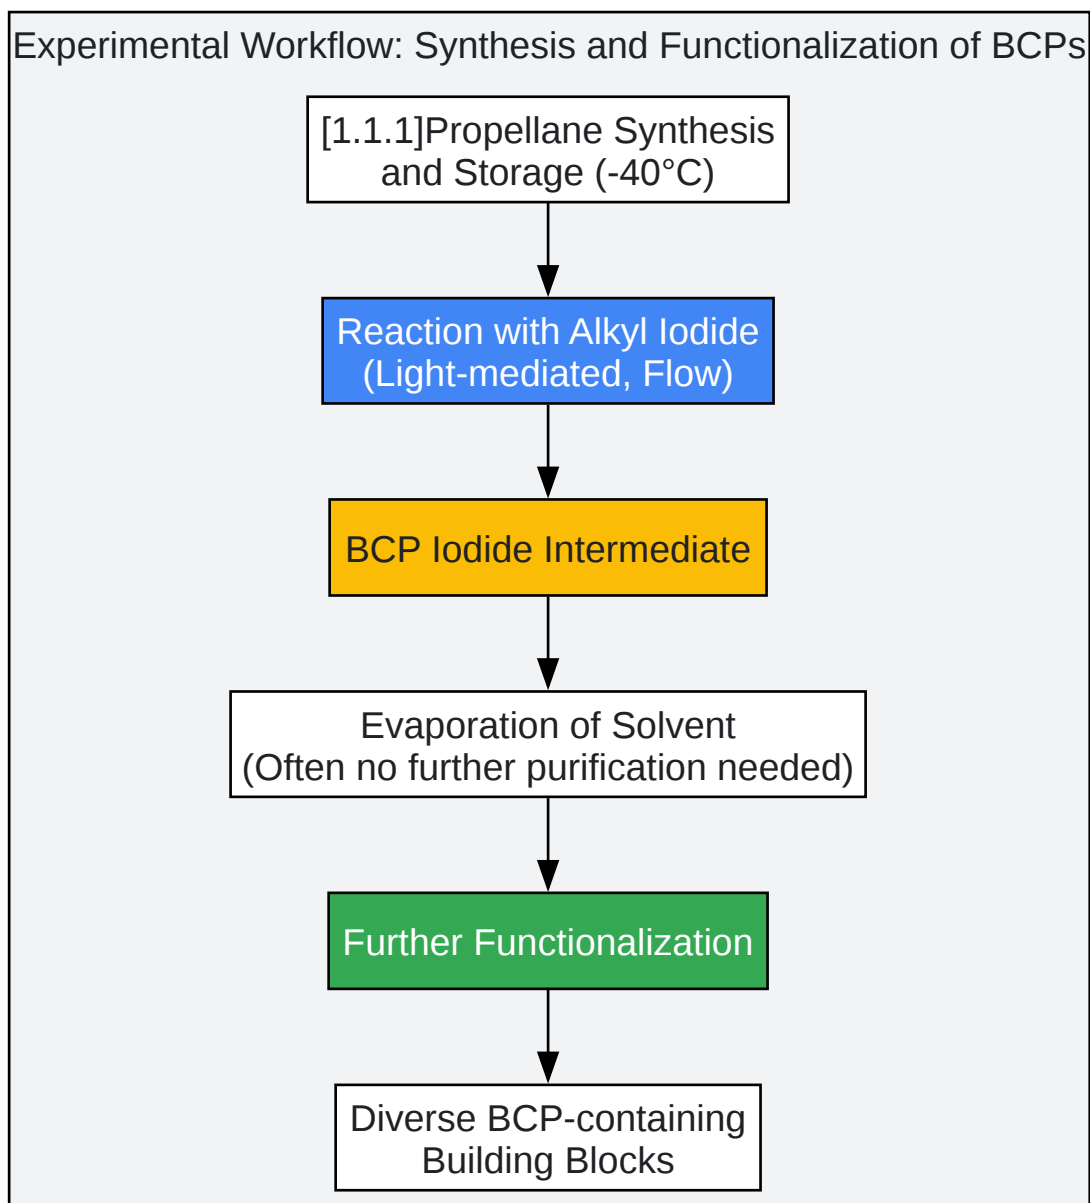 Experimental Workflow: Synthesis and Functionalization of BCPs
[1.1.1]Propellane Synthesis
and Storage (-40°C)
Reaction with Alkyl Iodide
(Light-mediated, Flow)
BCP Iodide Intermediate
Evaporation of Solvent
(Often no further purification needed)
Further Functionalization
Diverse BCP-containing
Building Blocks